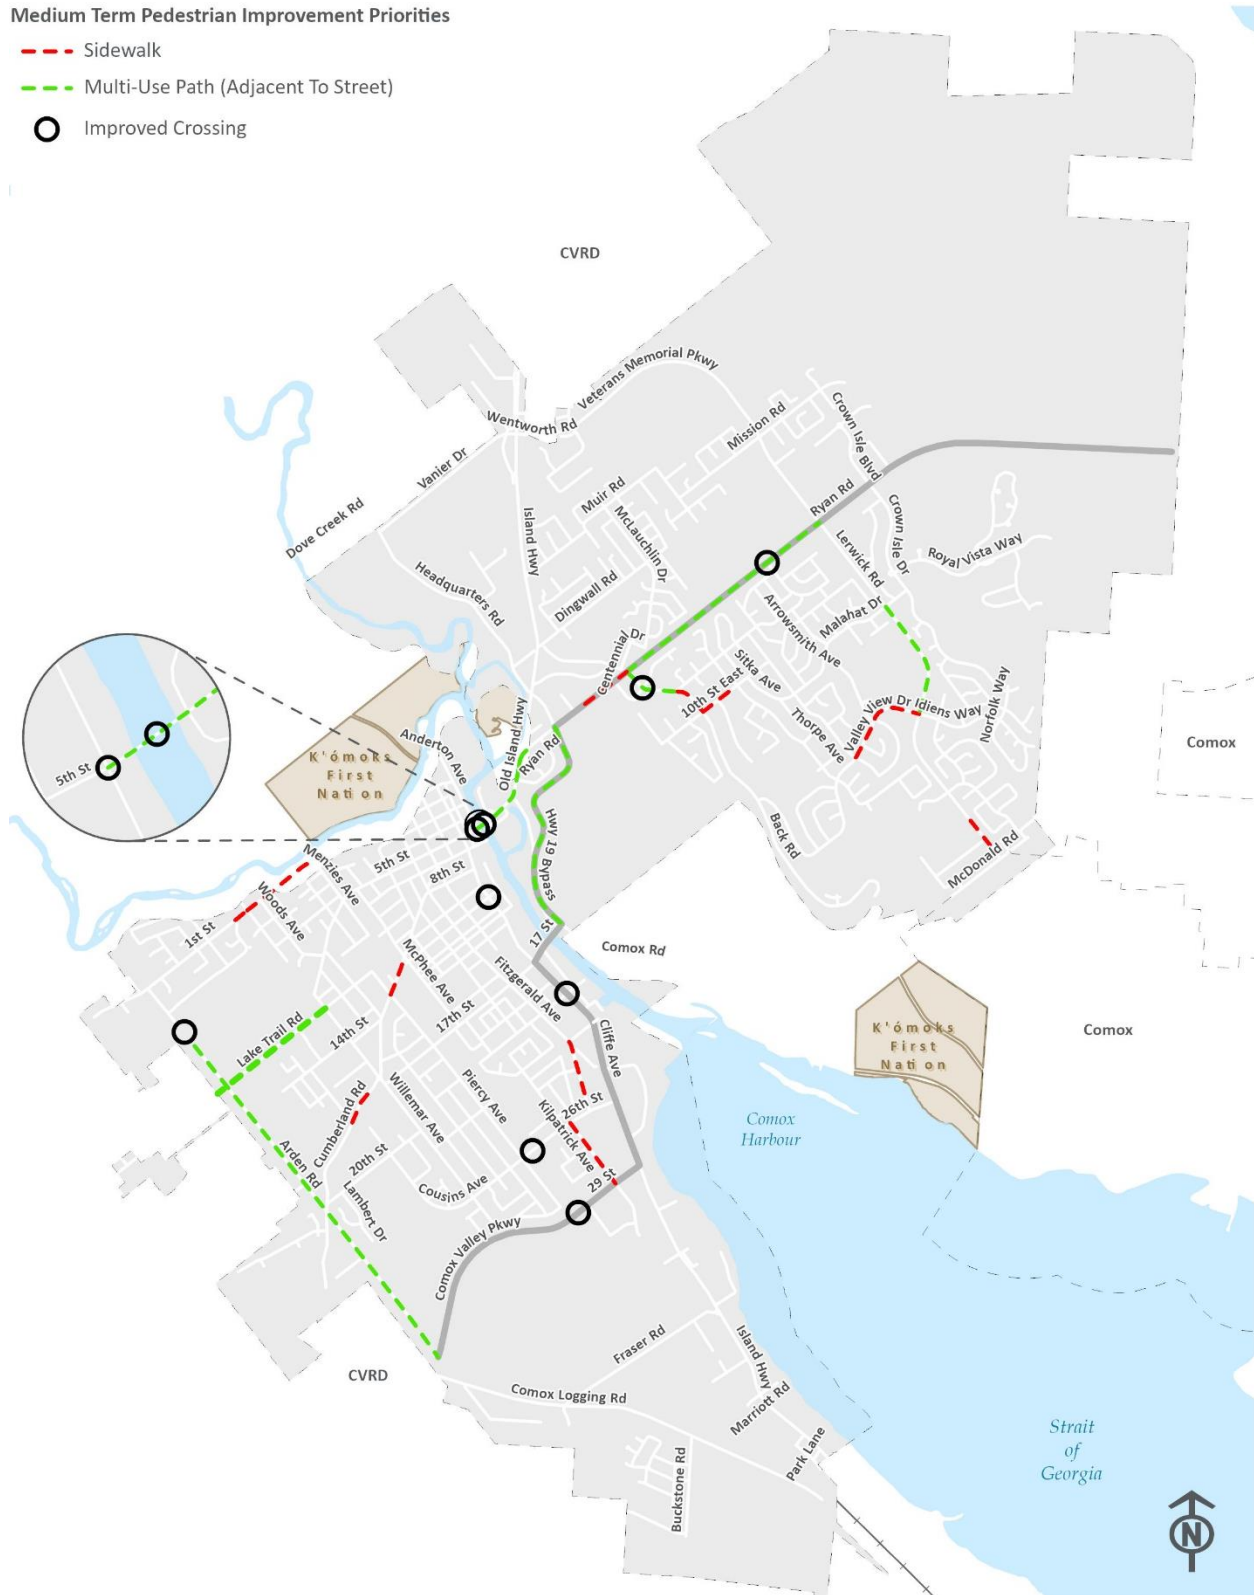 Medium Term Pedestrian Improvement Priorities
Sidewalk
Multi-Use Path (Adjacent To Street)
Improved Crossing
CVRD
Veterans Memorial Pkwy
Wentworth Rd
Mission Rd
Crown Isle Blvd
Vanier Dr
Muir Rd
Ryan Rd
Dove Creek Rd
Island Hwy
McLauchlin Dr
Crown Isle Dr
Royal Vista Way
Lerwick Rd
Headquarters Rd
Dingwall Rd
Arrowsmith Ave
Malahat Dr
Centennial Dr
Sitka Ave
10th St East
Norfolk Way
Valley View Dr
Idiens Way
Thorpe Ave
Old Island Hwy
Ryan Rd
Anderton Ave
K'ómoks
First
Nation
Comox
5th St
Hwy 19 Bypass
Back Rd
McDonald Rd
Menzies Ave
5th St
8th St
Woods Ave
1st St
17 St
Comox Rd
McPhee Ave
Fitzgerald Ave
17th St
14th St
Lake Trail Rd
Cliffe Ave
K'ómoks
First
Nation
Comox
Willemar Ave
Piercy Ave
Kilpatrick Ave
26th St
Comox
Harbour
Cumberland Rd
20th St
Arden Rd
Lambert Dr
Cousins Ave
29 St
Comox Valley Pkwy
CVRD
Fraser Rd
Island Hwy
Comox Logging Rd
Marriott Rd
Park Lane
Buckstone Rd
Strait
of
Georgia
N